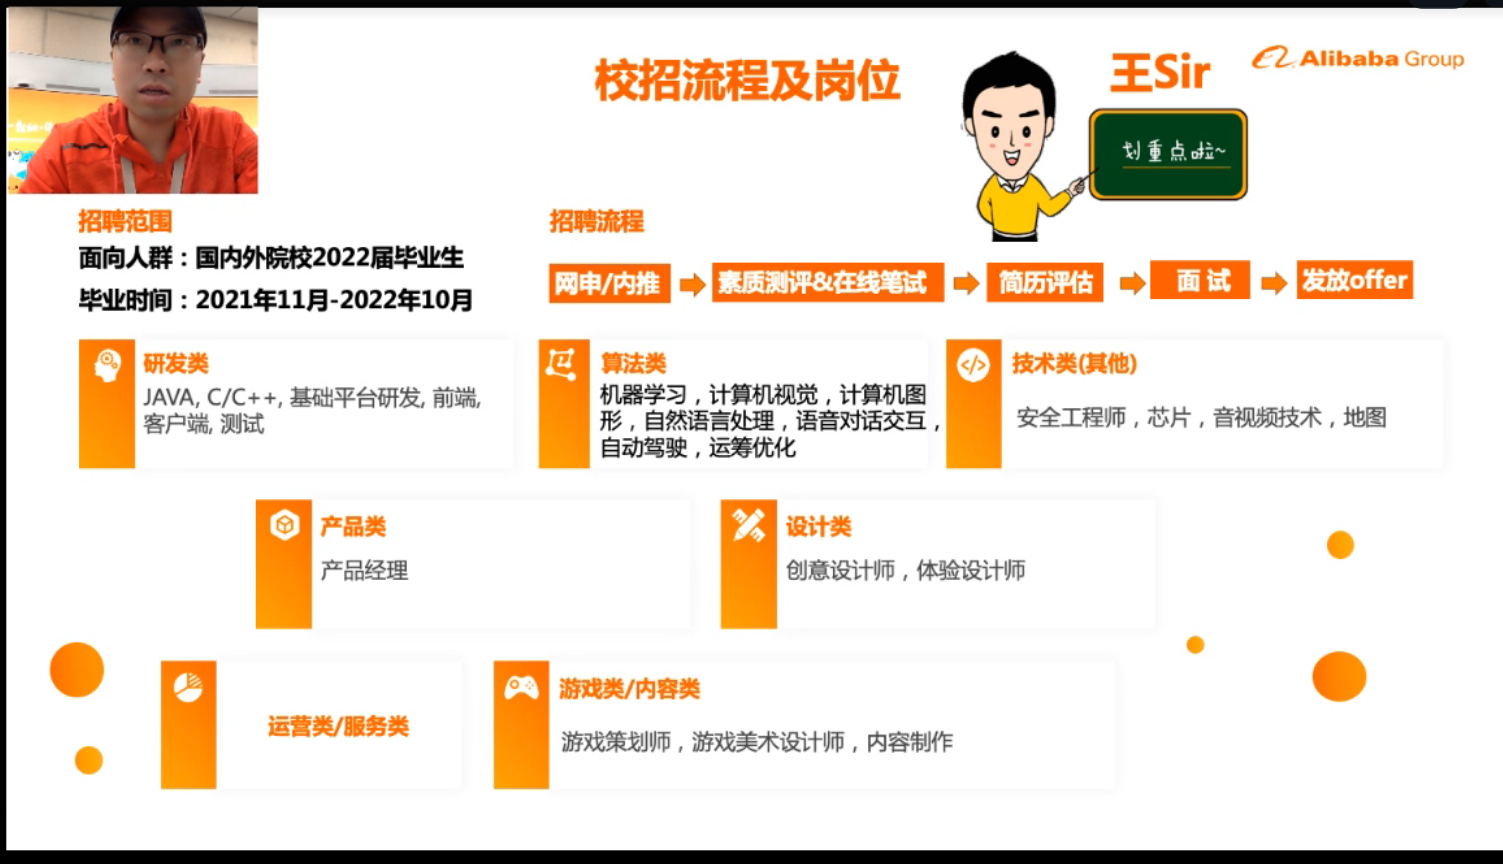 校招流程及岗位
王Sir
Alibaba Group
划重点啦~
招聘范围
面向人群：国内外院校2022届毕业生
毕业时间：2021年11月-2022年10月
招聘流程
网申/内推
素质测评&在线笔试
简历评估
面 试
发放offer
研发类
JAVA, C/C++, 基础平台研发, 前端,
客户端, 测试
算法类
机器学习，计算机视觉，计算机图
形，自然语言处理，语音对话交互，
自动驾驶，运筹优化
技术类(其他)
安全工程师，芯片，音视频技术，地图
产品类
产品经理
设计类
创意设计师，体验设计师
运营类/服务类
游戏类/内容类
游戏策划师，游戏美术设计师，内容制作